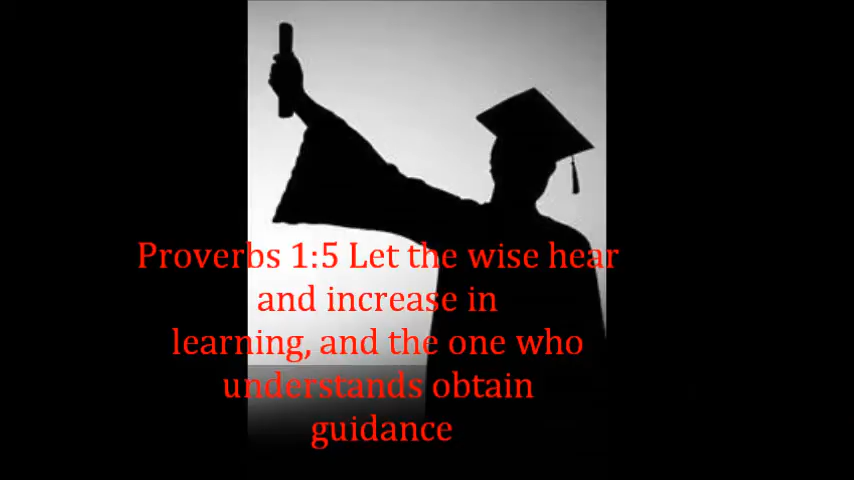 Proverbs 1:5 Let the wise hear
and increase in
learning, and the one who
understands obtain
guidance